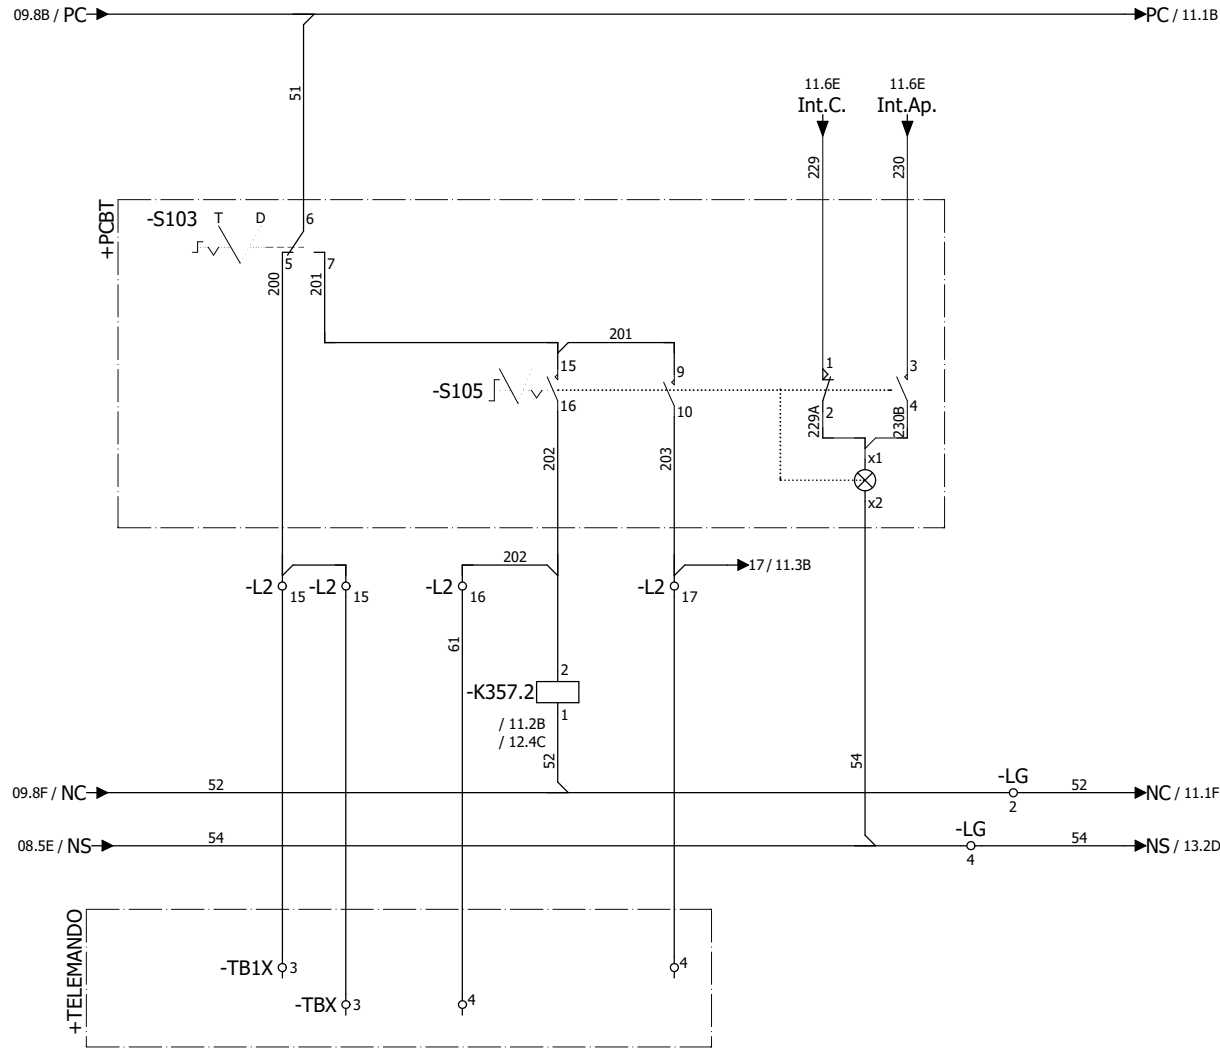 09.8B / PC
PC / 11.1B
51
11.6E
Int.C.
11.6E
Int.Ap.
229
230
+PCBT
-S103
T
D
6
5
7
200
201
201
-S105
15
16
9
10
1
2
3
4
229A
230B
202
203
x1
x2
202
17 / 11.3B
-L2
15
-L2
15
-L2
16
-L2
17
61
-K357.2
2
1
/ 11.2B
/ 12.4C
52
54
09.8F / NC
52
-LG
2
52
NC / 11.1F
08.5E / NS
54
-LG
4
54
NS / 13.2D
+TELEMANDO
-TB1X
3
4
-TBX
3
4